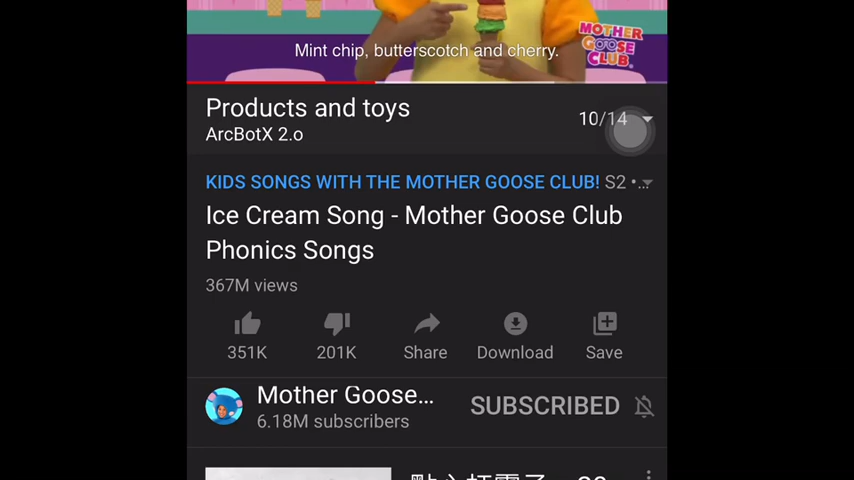 Mint chip, butterscotch and cherry.
MOTHER
GOOSE
CLUB
Products and toys
10/14
ArcBotX 2.o
KIDS SONGS WITH THE MOTHER GOOSE CLUB! S2 •...
Ice Cream Song - Mother Goose Club
Phonics Songs
367M views
351K
201K
Share
Download
Save
Mother Goose...
6.18M subscribers
SUBSCRIBED